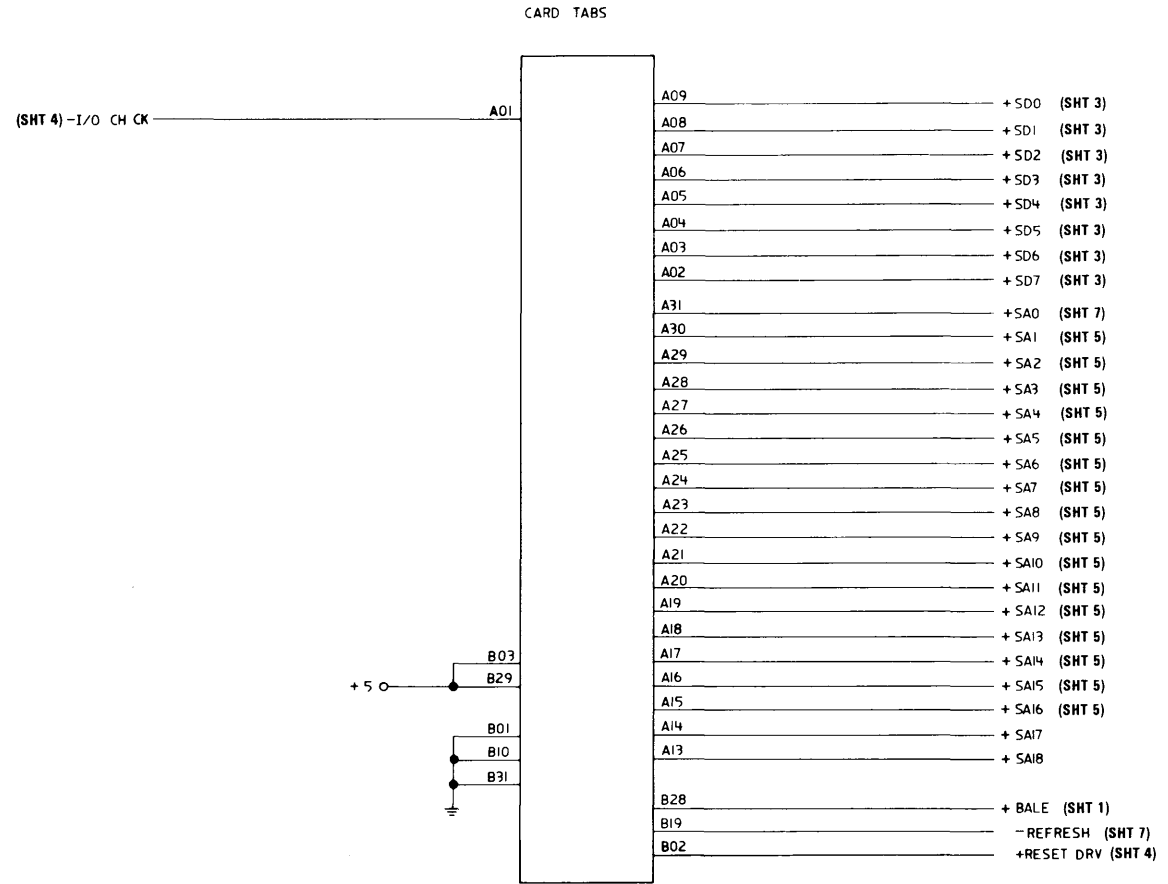 CARD TABS
(SHT 4) -I/O CH CK
A01
A09 + SD0 (SHT 3)
A08 + SD1 (SHT 3)
A07 + SD2 (SHT 3)
A06 + SD3 (SHT 3)
A05 + SD4 (SHT 3)
A04 + SD5 (SHT 3)
A03 + SD6 (SHT 3)
A02 + SD7 (SHT 3)
A31 + SA0 (SHT 7)
A30 + SA1 (SHT 5)
A29 + SA2 (SHT 5)
A28 + SA3 (SHT 5)
A27 + SA4 (SHT 5)
A26 + SA5 (SHT 5)
A25 + SA6 (SHT 5)
A24 + SA7 (SHT 5)
A23 + SA8 (SHT 5)
A22 + SA9 (SHT 5)
A21 + SA10 (SHT 5)
A20 + SA11 (SHT 5)
A19 + SA12 (SHT 5)
A18 + SA13 (SHT 5)
A17 + SA14 (SHT 5)
A16 + SA15 (SHT 5)
A15 + SA16 (SHT 5)
A14 + SA17
A13 + SA18
B03
+ 5 B29
B01
B10
B31
B28 + BALE (SHT 1)
B19 - REFRESH (SHT 7)
B02 +RESET DRV (SHT 4)